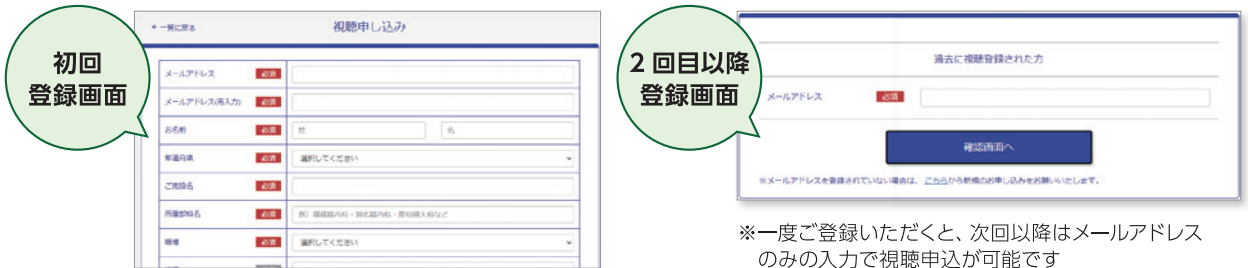 初回
登録画面
← 一覧に戻る
視聴申し込み
メールアドレス 必須
メールアドレス(再入力) 必須
お名前 必須 姓 名
都道府県 必須 選択してください
ご施設名 必須
所属部科名 必須 例）循環器内科・消化器内科・産科婦人科など
職種 必須 選択してください
2回目以降
登録画面
過去に視聴登録された方
メールアドレス 必須
確認画面へ
※メールアドレスを登録されていない場合は、こちらから新規のお申し込みをお願いいたします。
※一度ご登録いただくと、次回以降はメールアドレス
のみの入力で視聴申込が可能です